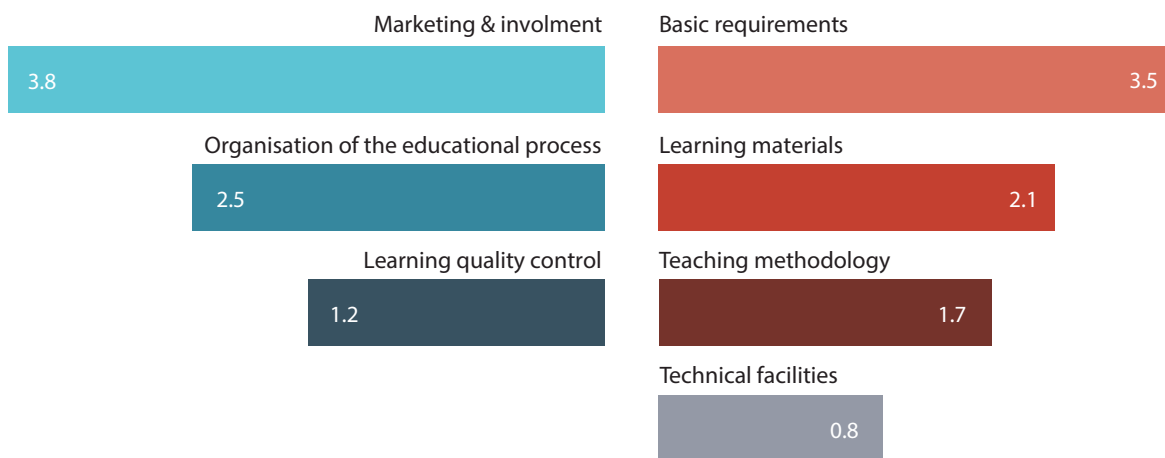 Marketing & involment
3.8
Organisation of the educational process
2.5
Learning quality control
1.2
Basic requirements
3.5
Learning materials
2.1
Teaching methodology
1.7
Technical facilities
0.8